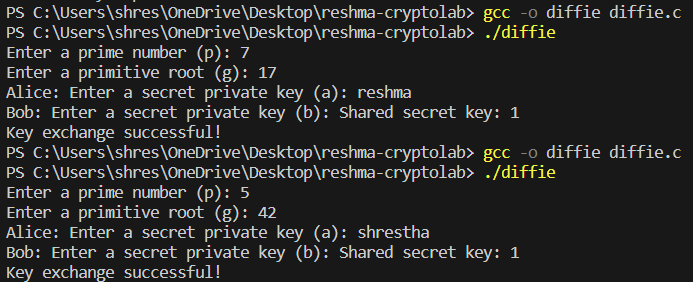 PS C:\Users\shres\OneDrive\Desktop\reshma-cryptolab> gcc -o diffie diffie.c
PS C:\Users\shres\OneDrive\Desktop\reshma-cryptolab> ./diffie
Enter a prime number (p): 7
Enter a primitive root (g): 17
Alice: Enter a secret private key (a): reshma
Bob: Enter a secret private key (b): Shared secret key: 1
Key exchange successful!
PS C:\Users\shres\OneDrive\Desktop\reshma-cryptolab> gcc -o diffie diffie.c
PS C:\Users\shres\OneDrive\Desktop\reshma-cryptolab> ./diffie
Enter a prime number (p): 5
Enter a primitive root (g): 42
Alice: Enter a secret private key (a): shrestha
Bob: Enter a secret private key (b): Shared secret key: 1
Key exchange successful!